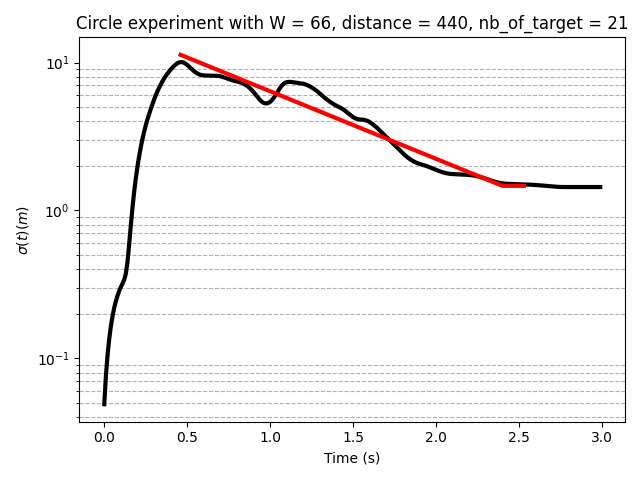 Circle experiment with W = 66, distance = 440, nb_of_target = 21
10¹
10⁰
10⁻¹
σ(t)(m)
0.0 0.5 1.0 1.5 2.0 2.5 3.0
Time (s)